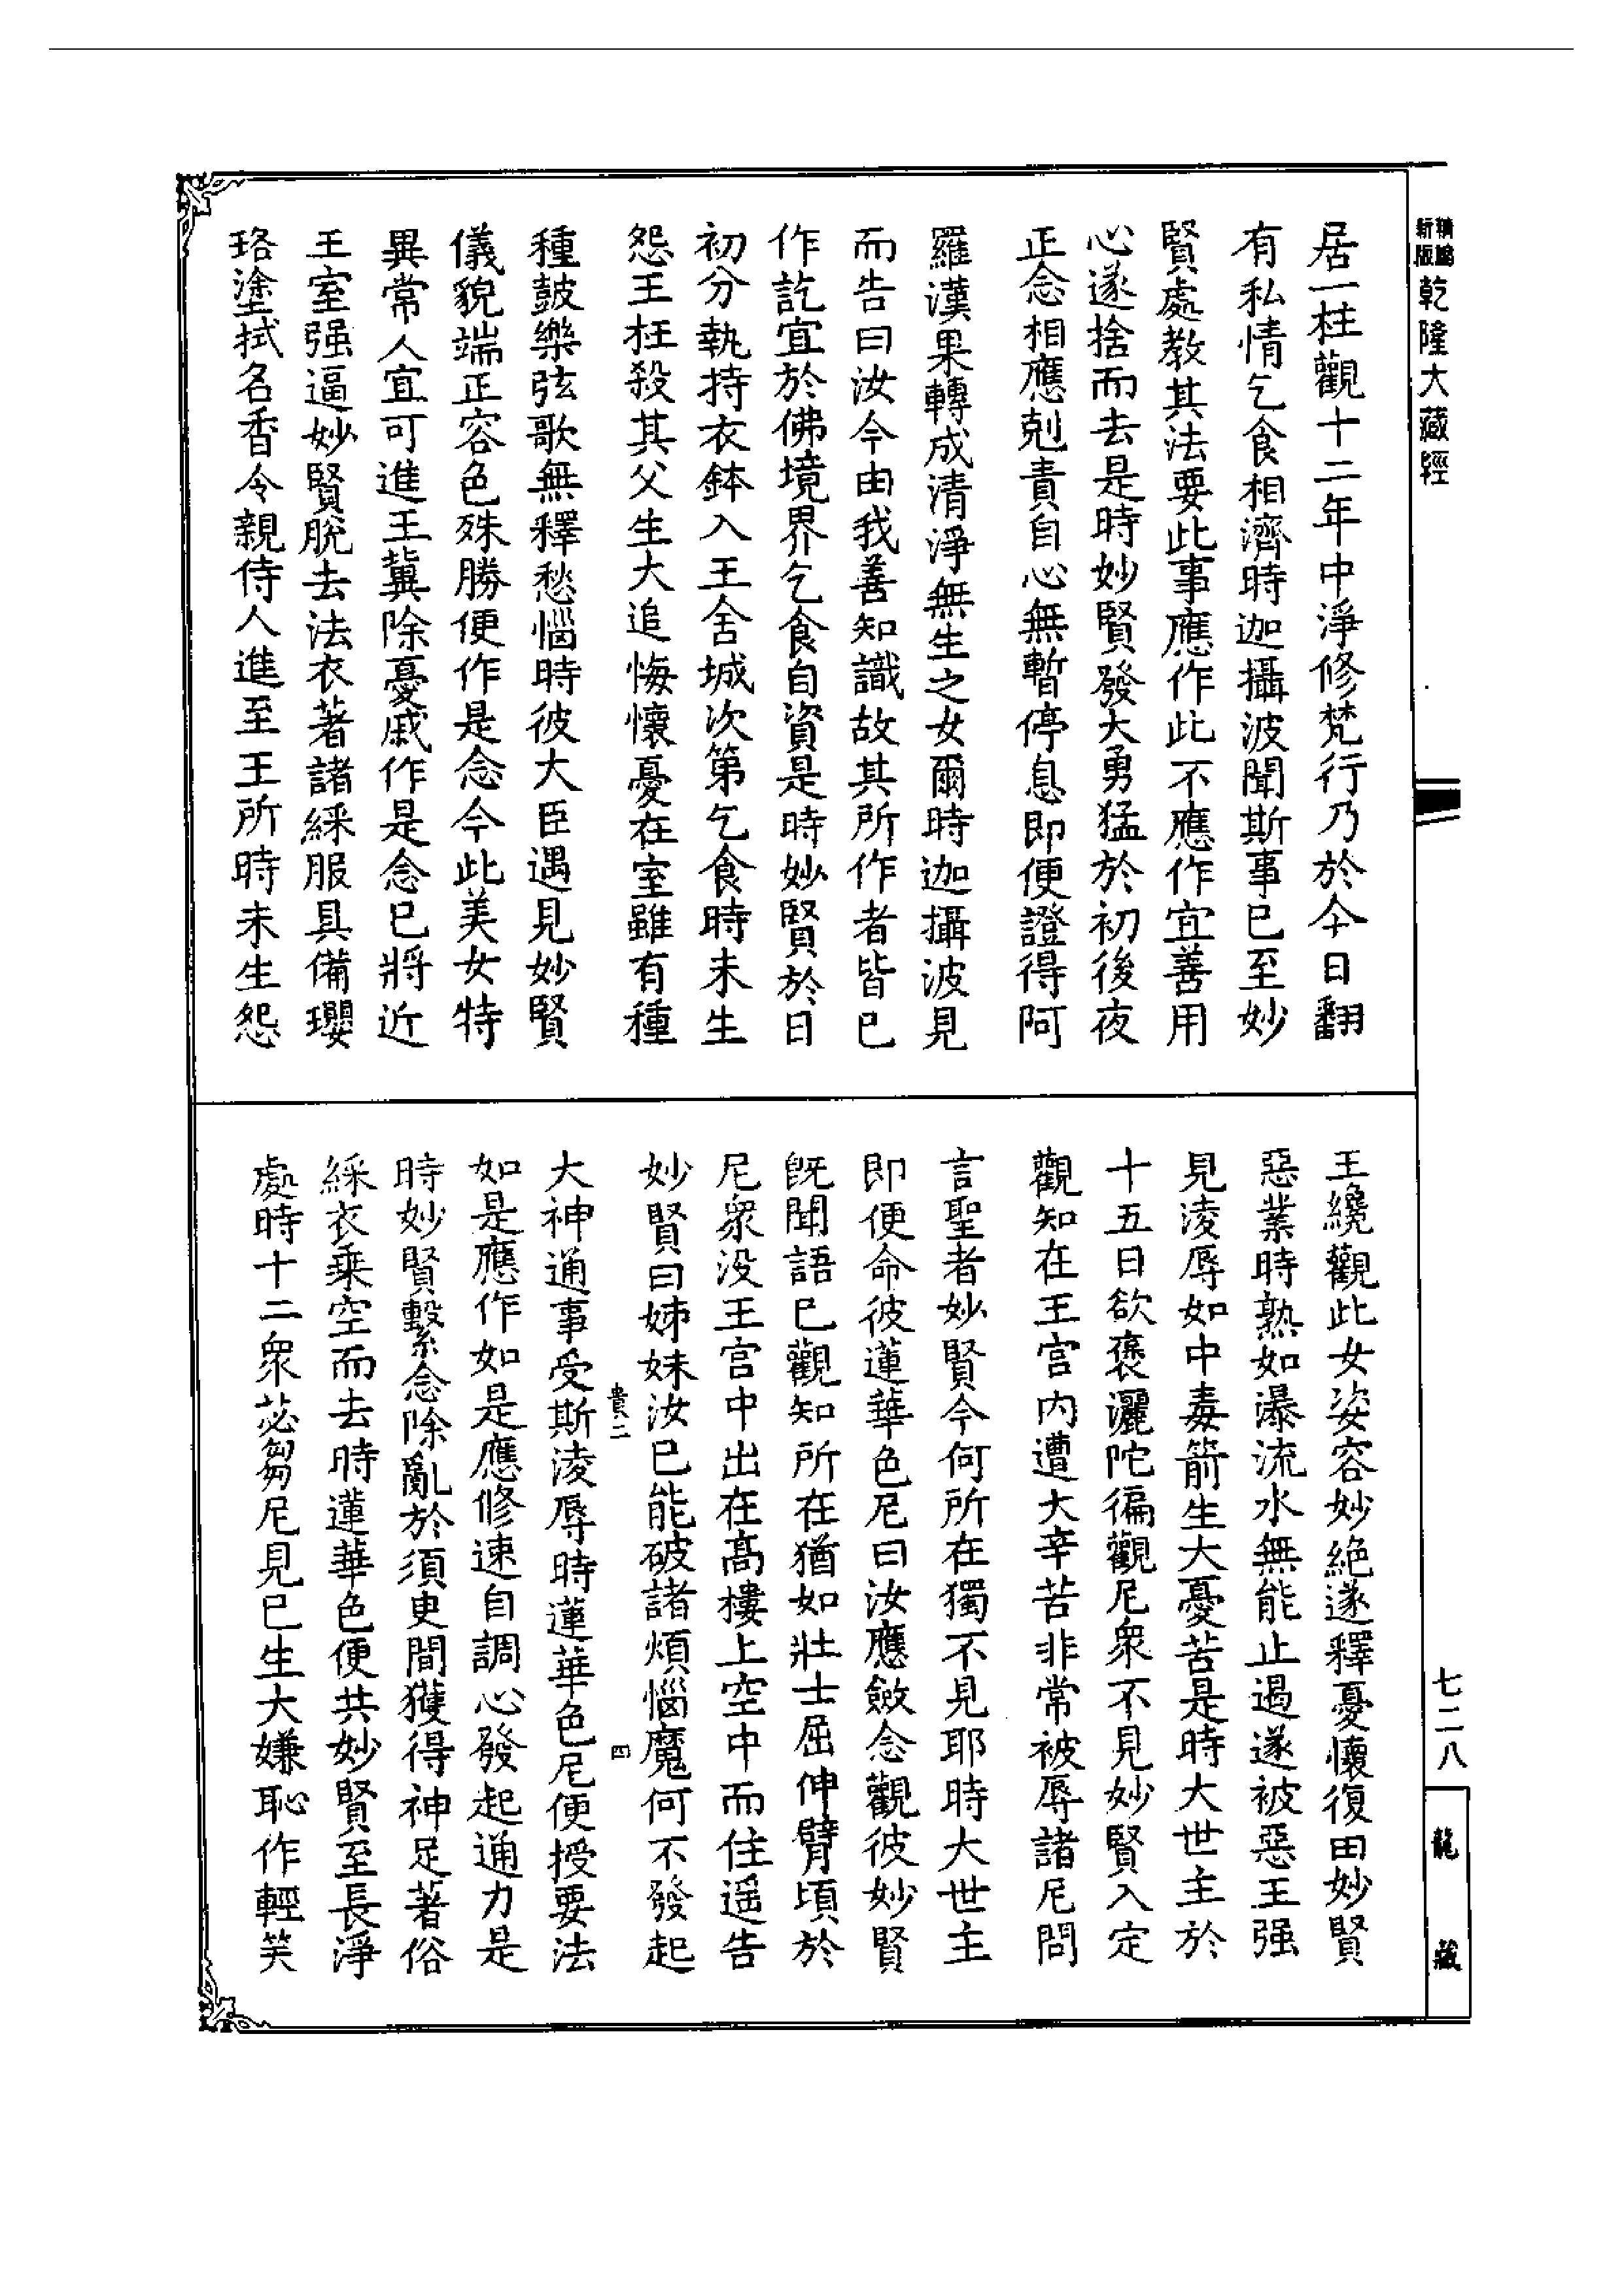 精編新版
乾隆大藏經
居一柱觀十二年中淨修梵行乃於今日翻
有私情乞食相濟時迦攝波聞斯事已至妙
賢處教其法要此事應作此不應作宜善用
心遂捨而去是時妙賢發大勇猛於初後夜
正念相應剋責自心無暫停息即便證得阿
羅漢果轉成清淨無生之女爾時迦攝波見
而告曰汝今由我善知識故其所作者皆已
作訖宜於佛境界乞食自資是時妙賢於日
初分執持衣鉢入王舍城次第乞食時未生
怨王枉殺其父生大追悔懷憂在室雖有種
種鼓樂弦歌無釋愁惱時彼大臣遇見妙賢
儀貌端正容色殊勝便作是念今此美女特
異常人宜可進王冀除憂戚作是念已將近
王室强逼妙賢脫去法衣著諸綵服具備瓔
珞塗拭名香令親侍人進至王所時未生怨
王纔觀此女姿容妙絕遂釋憂懷復由妙賢
惡業時熟如瀑流水無能止遏遂被惡王强
見淩辱如中毒箭生大憂苦是時大世主於
十五日欲褒灑陀徧觀尼衆不見妙賢入定
觀知在王宫内遭大辛苦非常被辱諸尼問
言聖者妙賢今何所在獨不見耶時大世主
即便命彼蓮華色尼曰汝應斂念觀彼妙賢
旣聞語已觀知所在猶如壯士屈伸臂頃於
尼衆没王宫中出在高樓上空中而住遥告
妙賢曰姊妹汝已能破諸煩惱魔何不發起
大神通事受斯淩辱時蓮華色尼便授要法
如是應作如是應修速自調心發起通力是
時妙賢繫念除亂於須臾間獲得神足著俗
綵衣乘空而去時蓮華色便共妙賢至長淨
處時十二衆苾芻尼見已生大嫌恥作輕笑
貴二
四
七二八
龍藏